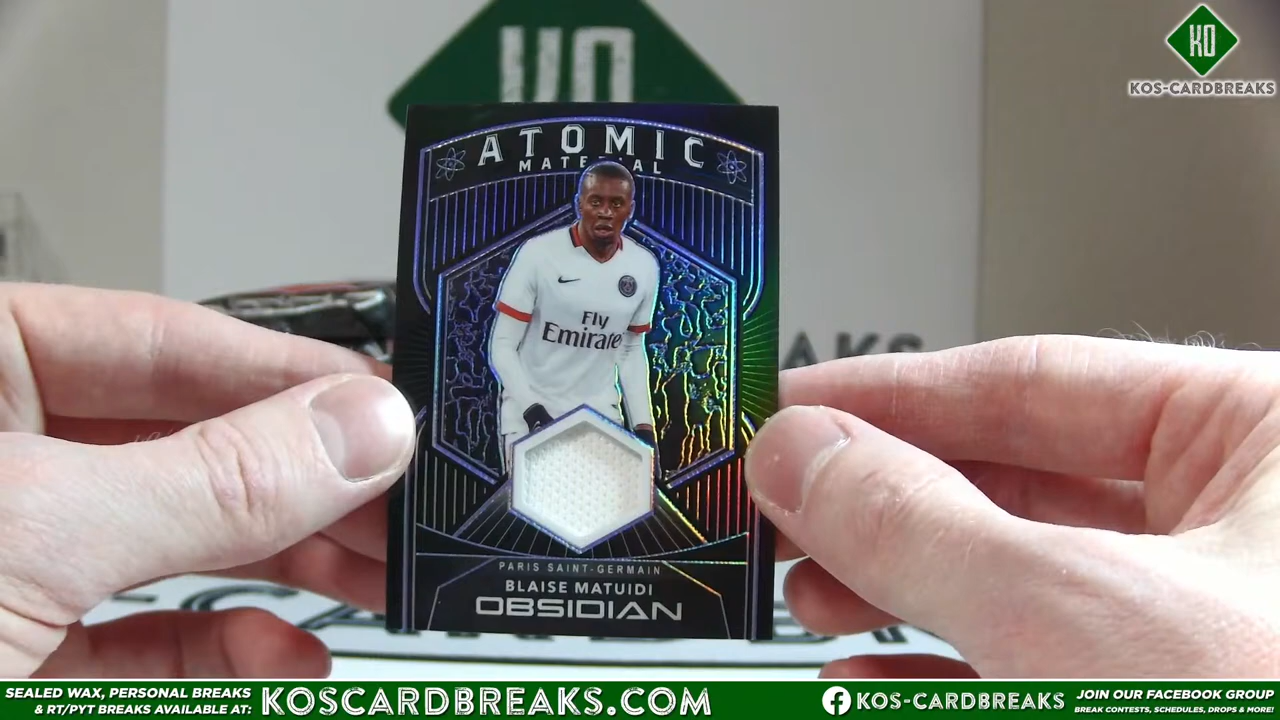 KO
KO
KOS-CARDBREAKS
ATOMIC
MATERIAL
Fly
Emirates
PARIS SAINT-GERMAIN
BLAISE MATUIDI
OBSIDIAN
SEALED WAX, PERSONAL BREAKS
& RT/PYT BREAKS AVAILABLE AT:
KOSCARDBREAKS.COM
KOS-CARDBREAKS
JOIN OUR FACEBOOK GROUP
BREAK CONTESTS, SCHEDULES, DROPS & MORE!